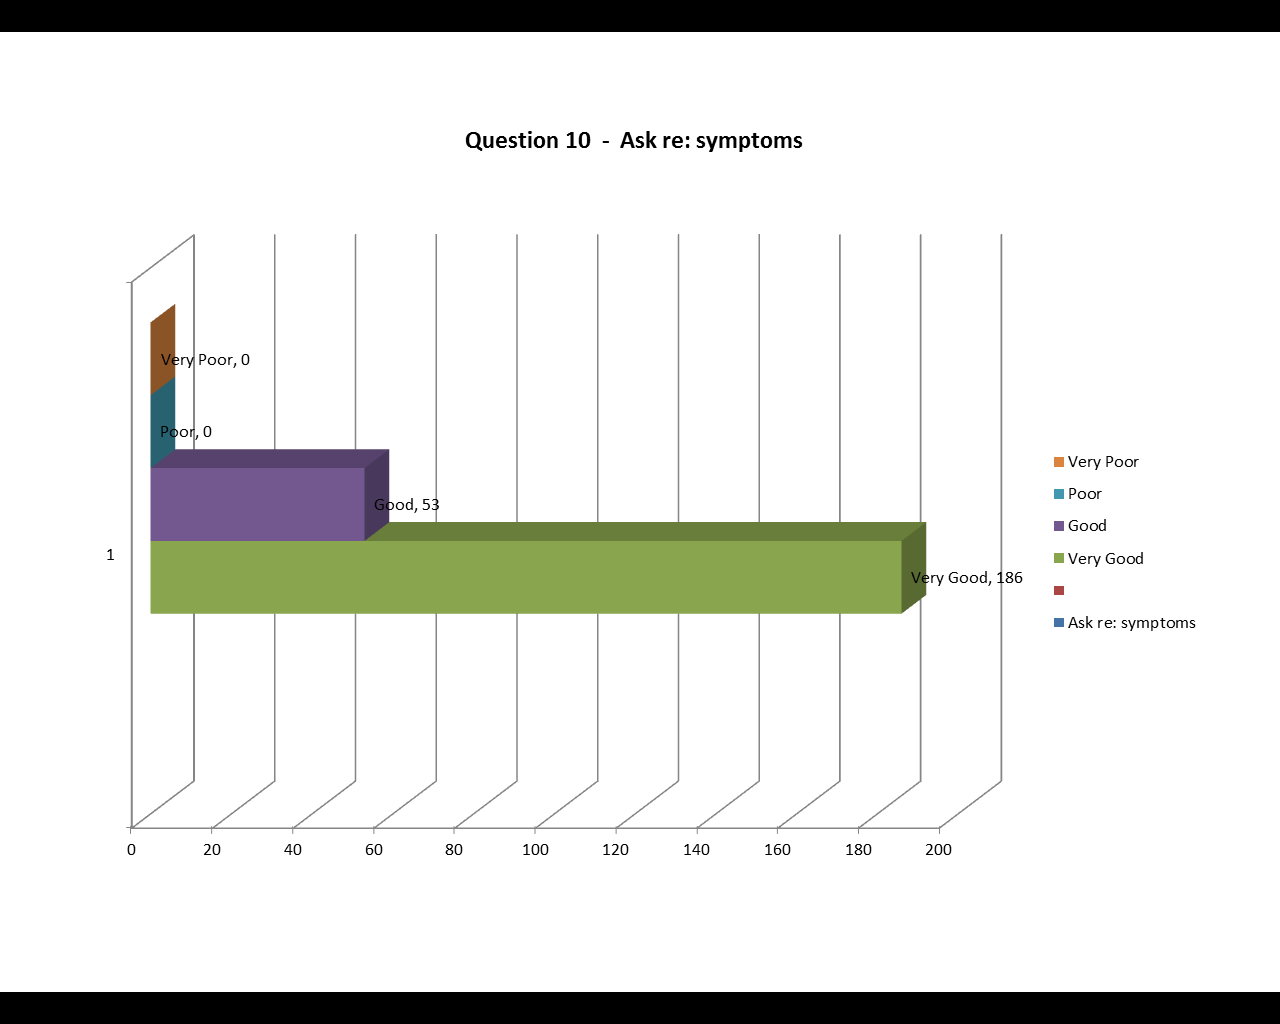 Question 10  -  Ask re: symptoms
Very Poor, 0
Poor, 0
Good, 53
Very Good, 186
1
0 20 40 60 80 100 120 140 160 180 200
Very Poor
Poor
Good
Very Good
Ask re: symptoms